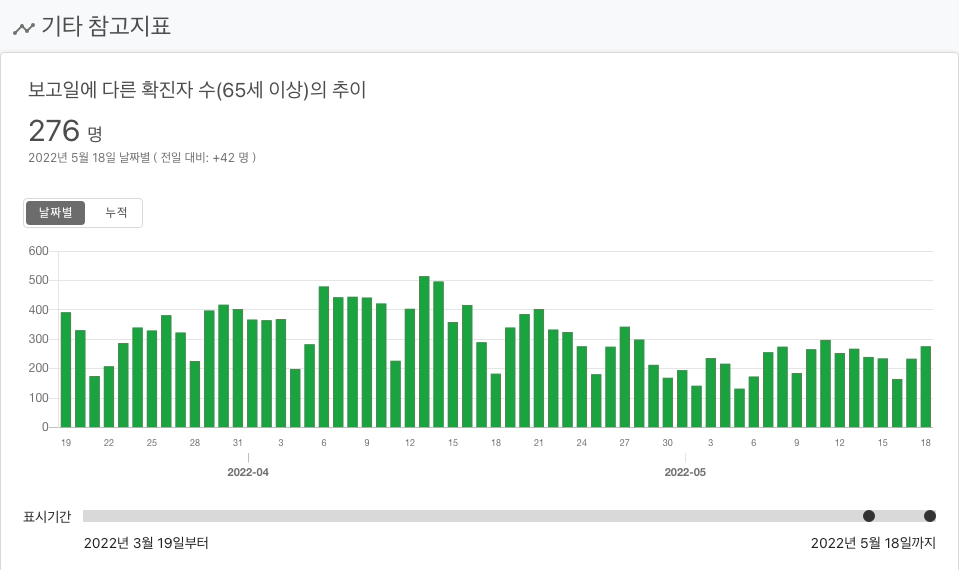 기타 참고지표
보고일에 다른 확진자 수(65세 이상)의 추이
276 명
2022년 5월 18일 날짜별 ( 전일 대비: +42 명 )
날짜별 누적
600
500
400
300
200
100
0
19 22 25 28 31 3 6 9 12 15 18 21 24 27 30 3 6 9 12 15 18
2022-04 2022-05
표시기간
2022년 3월 19일부터 2022년 5월 18일까지